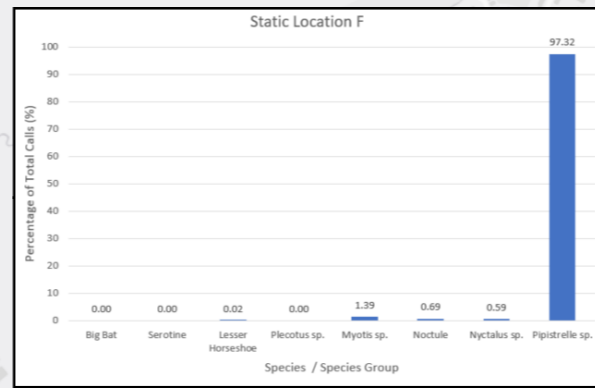 Static Location F
97.32
100
90
80
70
60
50
40
30
20
10
0
Percentage of Total Calls (%)
0.00 0.00 0.02 0.00 1.39 0.69 0.59
Big Bat Serotine Lesser Plecotus sp. Myotis sp. Noctule Nyctalus sp. Pipistrelle sp.
Horseshoe
Species / Species Group